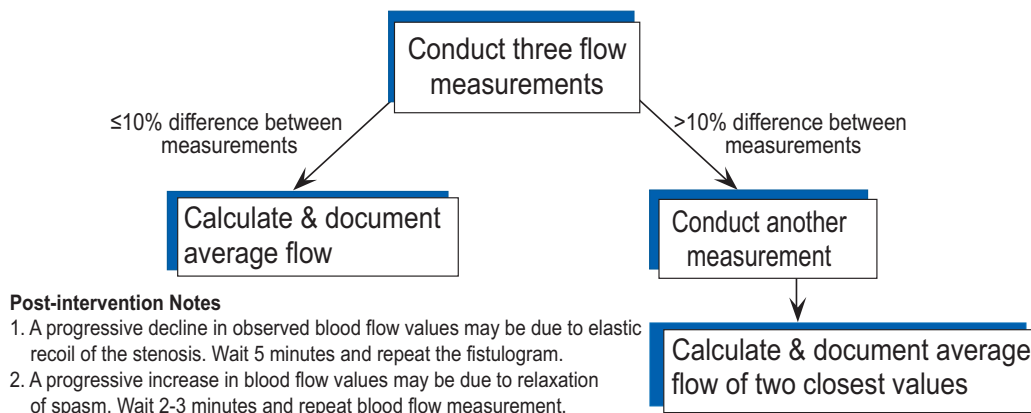 Conduct three flow
measurements
≤10% difference between
measurements
>10% difference between
measurements
Calculate & document
average flow
Conduct another
measurement
Calculate & document average
flow of two closest values
Post-intervention Notes
1. A progressive decline in observed blood flow values may be due to elastic
recoil of the stenosis. Wait 5 minutes and repeat the fistulogram.
2. A progressive increase in blood flow values may be due to relaxation
of spasm. Wait 2-3 minutes and repeat blood flow measurement.